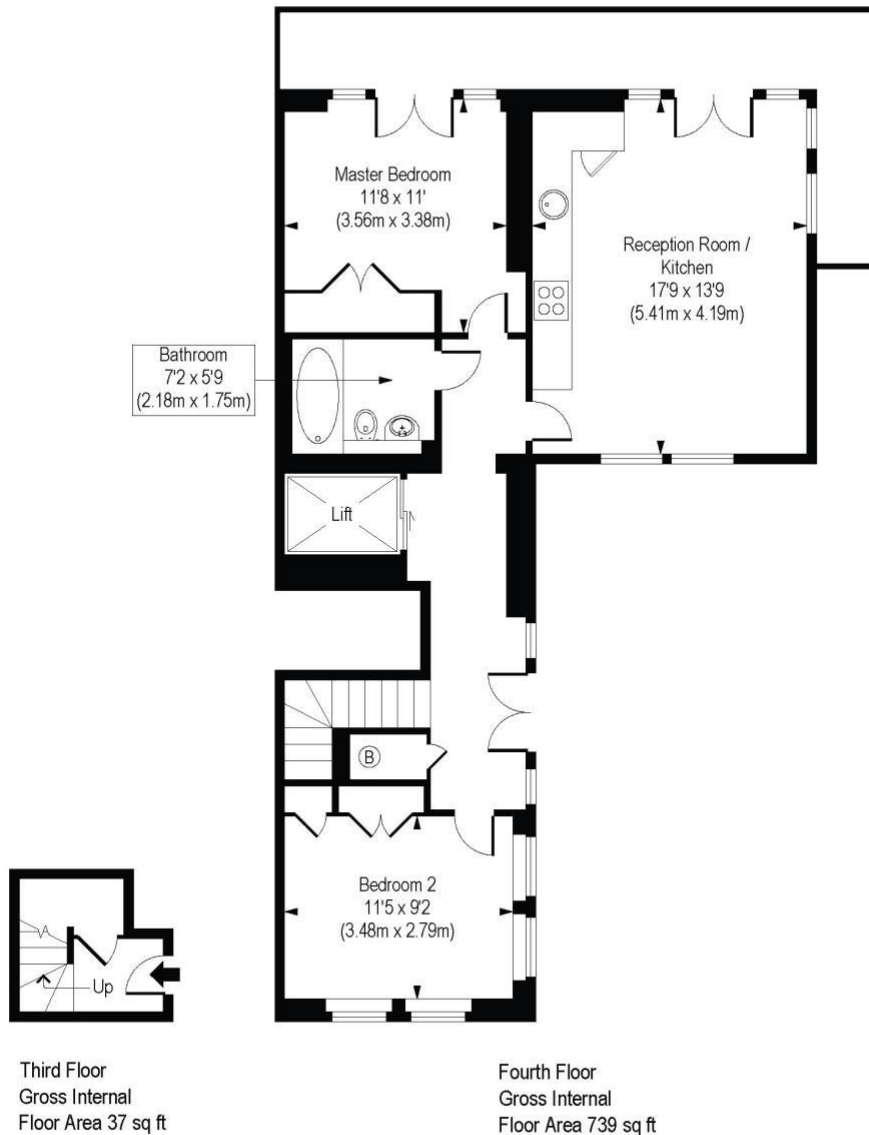 Master Bedroom
11'8 x 11'
(3.56m x 3.38m)
Reception Room /
Kitchen
17'9 x 13'9
(5.41m x 4.19m)
Bathroom
7'2 x 5'9
(2.18m x 1.75m)
Lift
B
Bedroom 2
11'5 x 9'2
(3.48m x 2.79m)
Up
Third Floor
Gross Internal
Floor Area 37 sq ft
Fourth Floor
Gross Internal
Floor Area 739 sq ft